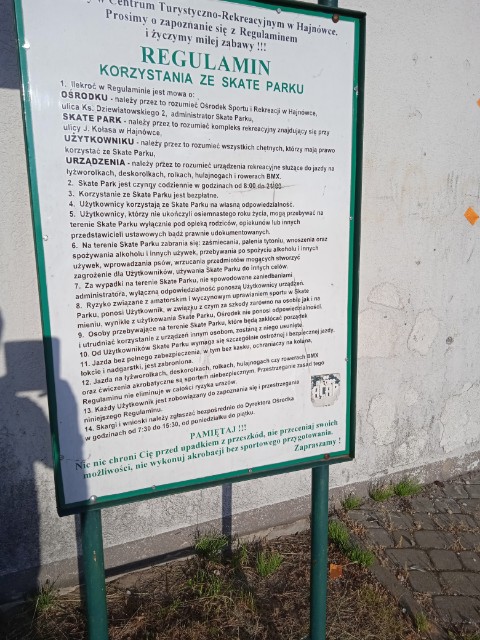 w Centrum Turystyczno-Rekreacyjnym w Hajnówce.
Prosimy o zapoznanie się z Regulaminem
i życzymy miłej zabawy !!!
REGULAMIN
KORZYSTANIA ZE SKATE PARKU
1. Ilekroć w Regulaminie jest mowa o:
OŚRODKU - należy przez to rozumieć Ośrodek Sportu i Rekreacji w Hajnówce,
ulica Ks. Dziewiatowskiego 2, administrator Skate Parku,
SKATE PARK - należy przez to rozumieć kompleks rekreacyjny znajdujący się przy
ulicy J. Kołasa w Hajnówce,
UŻYTKOWNIKU - należy przez to rozumieć wszystkich chętnych, którzy mają prawo
korzystać ze Skate Parku,
URZĄDZENIA - należy przez to rozumieć urządzenia rekreacyjne służące do jazdy na
łyżworolkach, deskorolkach, rolkach, hulajnogach i rowerach BMX.
2. Skate Park jest czynny codziennie w godzinach od 8:00 do 21:00
3. Korzystanie ze Skate Parku jest bezpłatne.
4. Użytkownicy korzystają ze Skate Parku na własną odpowiedzialność.
5. Użytkownicy, którzy nie ukończyli osiemnastego roku życia, mogą przebywać na
terenie Skate Parku wyłącznie pod opieką rodziców, opiekunów lub innych
przedstawicieli ustawowych bądź prawnie udokumentowanych.
6. Na terenie Skate Parku zabrania się: zaśmiecania, palenia tytoniu, wnoszenia oraz
spożywania alkoholu i innych używek, przebywania po spożyciu alkoholu i innych
używek, wprowadzania psów, wrzucania przedmiotów mogących stworzyć
zagrożenie dla Użytkowników, używania Skate Parku do innych celów.
7. Za wypadki na terenie Skate Parku, nie spowodowane zaniedbaniami
administratora, wyłączną odpowiedzialność ponoszą Użytkownicy urządzeń.
8. Ryzyko związane z amatorskim i wyczynowym uprawianiem sportu w Skate
Parku, ponosi Użytkownik, w związku z czym za szkody zarówno na osobie jak i na
mieniu, wynikłe z użytkowania Skate Parku, Ośrodek nie ponosi odpowiedzialności.
9. Osoby przebywające na terenie Skate Parku, które będą zakłócać porządek
i utrudniać korzystanie z urządzeń innym osobom, zostaną z niego usunięte.
10. Od Użytkowników Skate Parku wymaga się szczególnie ostrożnej i bezpiecznej jazdy.
11. Jazda bez pełnego zabezpieczenia, w tym bez kasku, ochraniaczy na kolana,
łokcie i nadgarstki, jest zabroniona.
12. Jazda na łyżworolkach, deskorolkach, rolkach, hulajnogach czy rowerach BMX
oraz ćwiczenia akrobatyczne są sportem niebezpiecznym. Przestrzeganie zasad tego
Regulaminu nie eliminuje w całości ryzyka urazów.
13. Każdy Użytkownik jest zobowiązany do zapoznania się i przestrzegania
niniejszego Regulaminu.
14. Skargi i wnioski należy zgłaszać bezpośrednio do Dyrektora Ośrodka
w godzinach od 7:30 do 15:30, od poniedziałku do piątku.
PAMIĘTAJ !!!
Nic nie chroni Cię przed upadkiem z przeszkód, nie przeceniaj swoich
możliwości, nie wykonuj akrobacji bez sportowego przygotowania.
Zapraszamy !